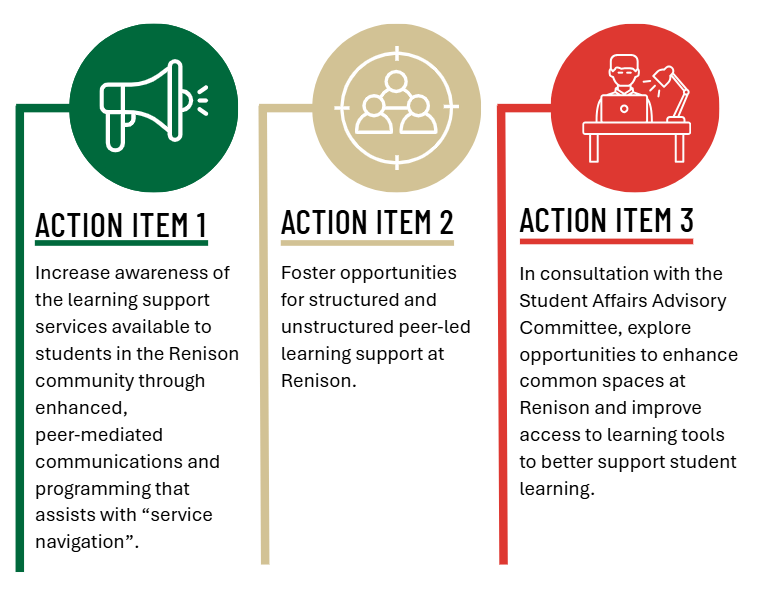 ACTION ITEM 1
Increase awareness of
the learning support
services available to
students in the Renison
community through
enhanced,
peer-mediated
communications and
programming that
assists with “service
navigation”.
ACTION ITEM 2
Foster opportunities
for structured and
unstructured peer-led
learning support at
Renison.
ACTION ITEM 3
In consultation with the
Student Affairs Advisory
Committee, explore
opportunities to enhance
common spaces at
Renison and improve
access to learning tools
to better support student
learning.